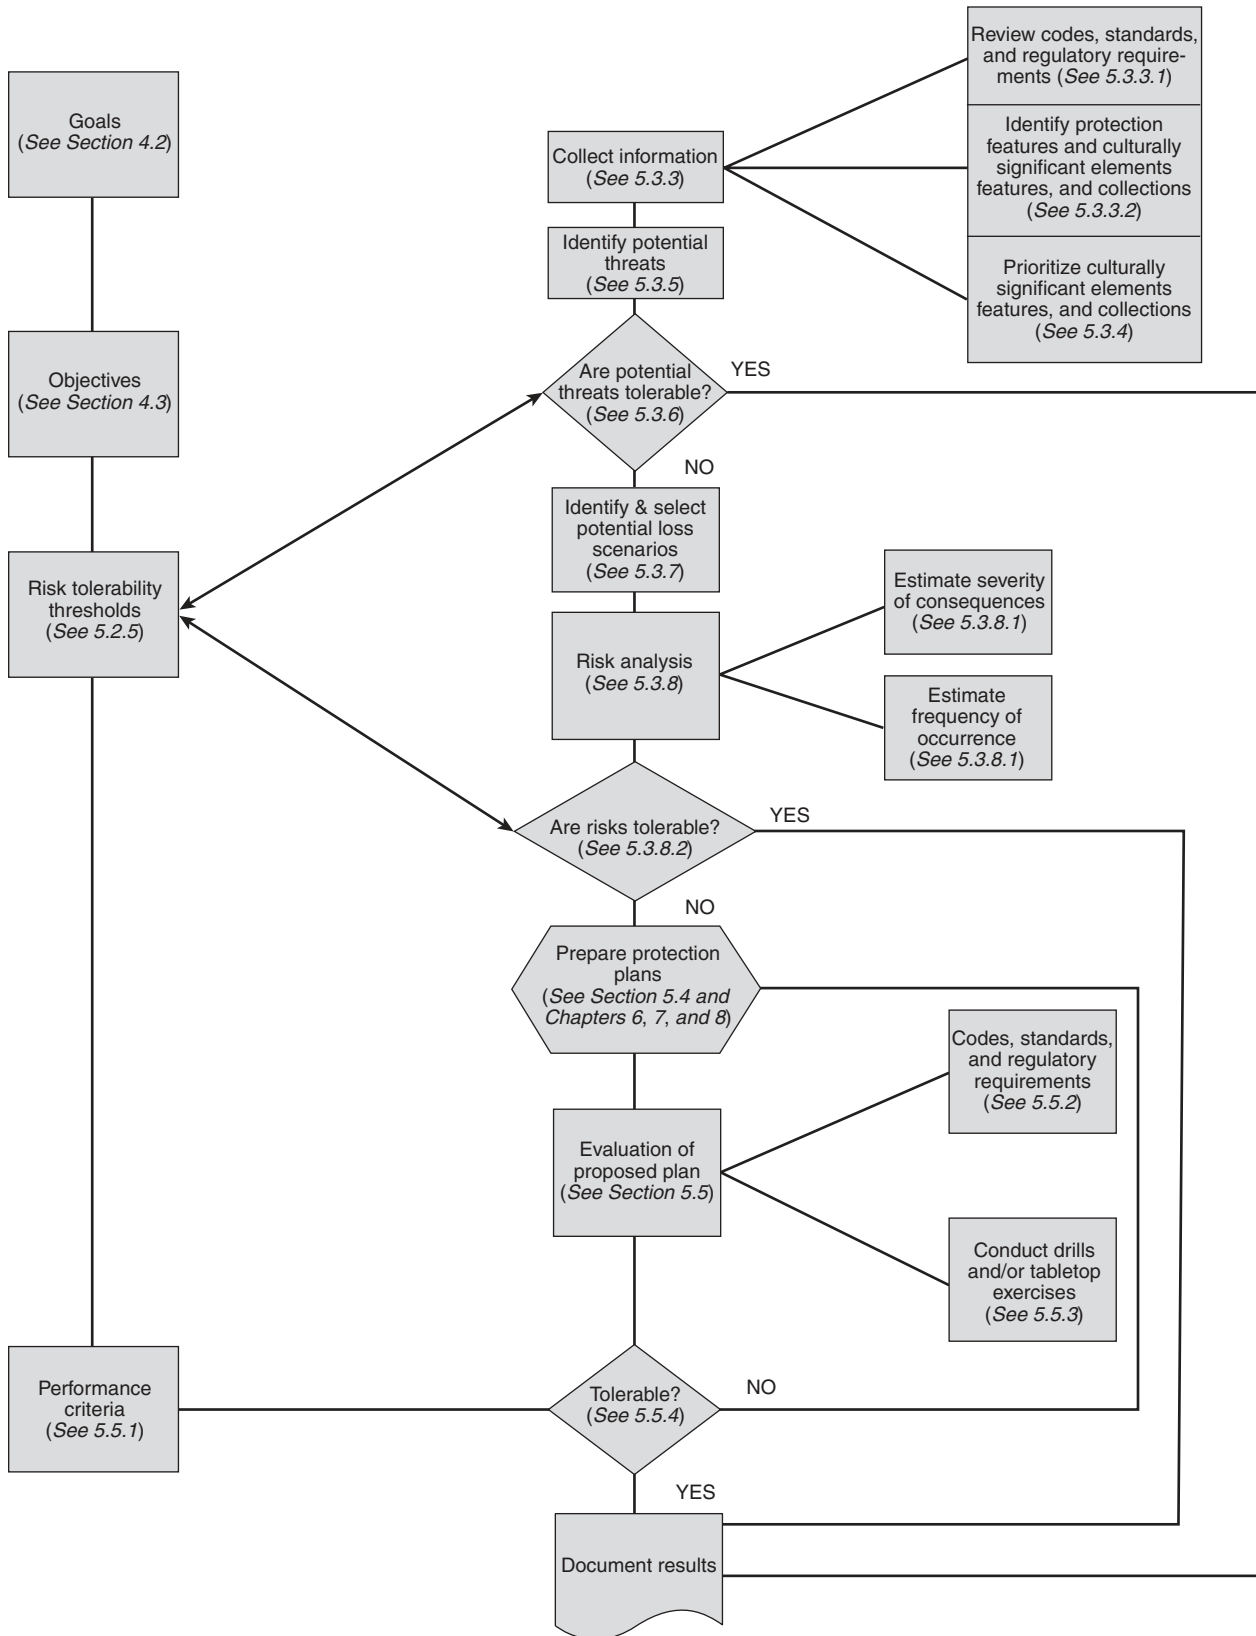 Goals
(See Section 4.2)
Objectives
(See Section 4.3)
Risk tolerability
thresholds
(See 5.2.5)
Performance
criteria
(See 5.5.1)
Collect information
(See 5.3.3)
Review codes, standards,
and regulatory require-
ments (See 5.3.3.1)
Identify protection
features and culturally
significant elements
features, and collections
(See 5.3.3.2)
Prioritize culturally
significant elements
features, and collections
(See 5.3.4)
Identify potential
threats
(See 5.3.5)
Are potential
threats tolerable?
(See 5.3.6)
YES
NO
Identify & select
potential loss
scenarios
(See 5.3.7)
Risk analysis
(See 5.3.8)
Estimate severity
of consequences
(See 5.3.8.1)
Estimate
frequency of
occurrence
(See 5.3.8.1)
Are risks tolerable?
(See 5.3.8.2)
YES
NO
Prepare protection
plans
(See Section 5.4 and
Chapters 6, 7, and 8)
Evaluation of
proposed plan
(See Section 5.5)
Codes, standards,
and regulatory
requirements
(See 5.5.2)
Conduct drills
and/or tabletop
exercises
(See 5.5.3)
Tolerable?
(See 5.5.4)
NO
YES
Document results